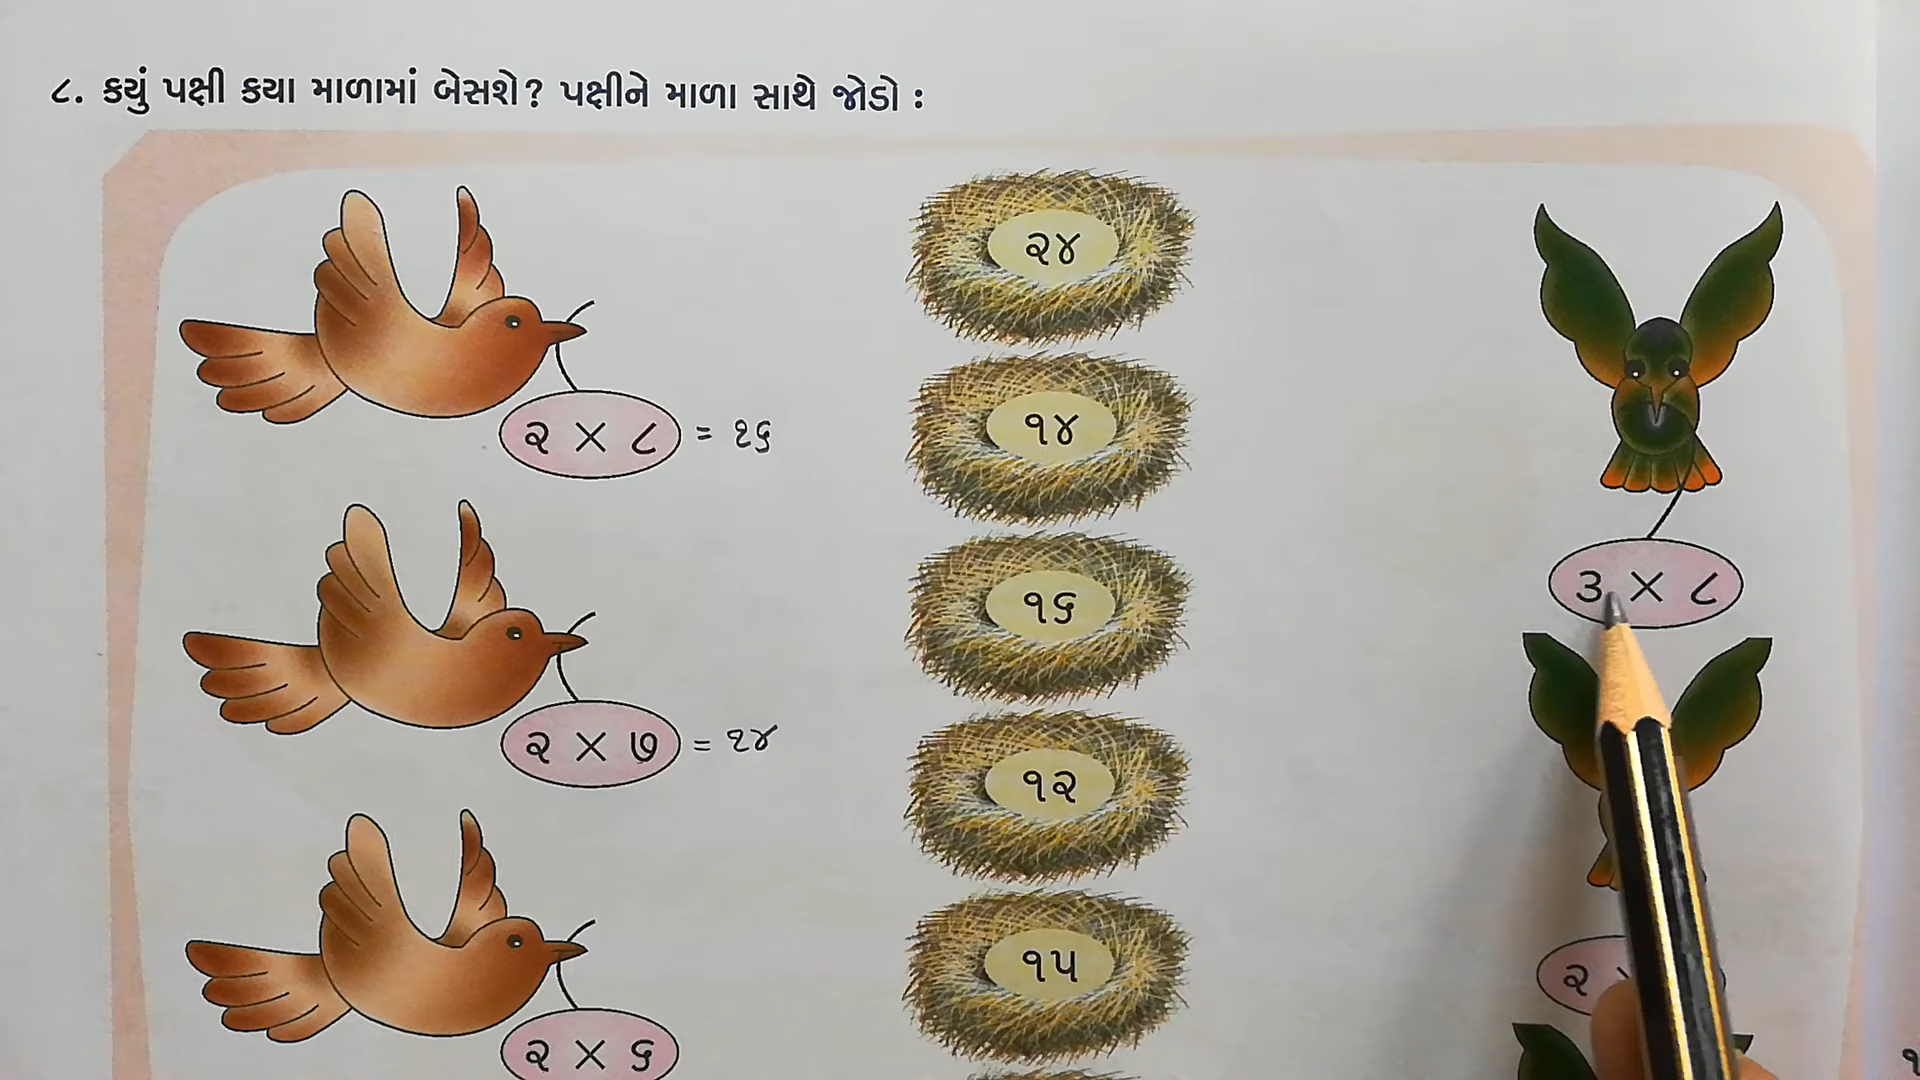 ૮. કયું પક્ષી કયા માળામાં બેસશે? પક્ષીને માળા સાથે જોડો :
૨૪
૨ × ૮ = ૧૬
૧૪
૩ × ૮
૧૬
૨ × ૭ = ૧૪
૧૨
૧૫
૨
૨ × ૬